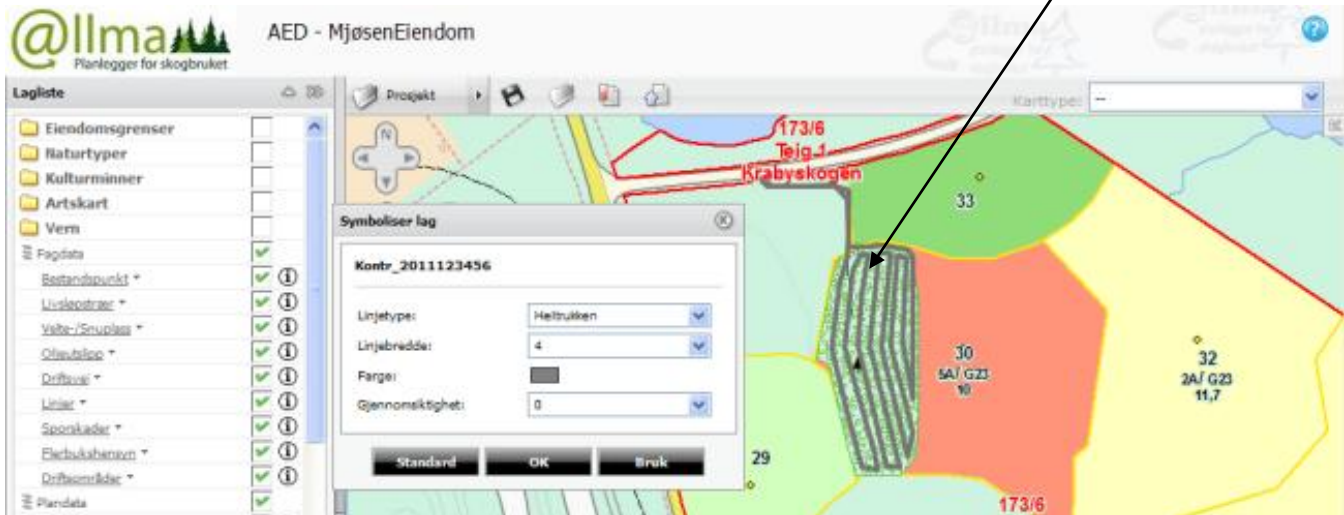 @llma
Planlegger for skogbruket
AED - MjøsenEiendom
Lagliste
Prosjekt
Karttype: --
Eiendomsgrenser
Naturtyper
Kulturminner
Artskart
Vern
Fagdata
Bestandspunkt
Livsløpstrær
Velte-/Snuplass
Oljeutslipp
Driftsvei
Linjer
Sporskader
Elerbukshensyn
Driftsområder
Plandata
N
173/6
Teig 1
Krabyskogen
33
Symboliser lag
Kontr_2011123456
Linjetype: Heltrukken
Linjebredde: 4
Farge:
Gjennomsiktighet: 0
Standard OK Bruk
30
5A/ G23
10
32
2A/ G23
11,7
29
173/6